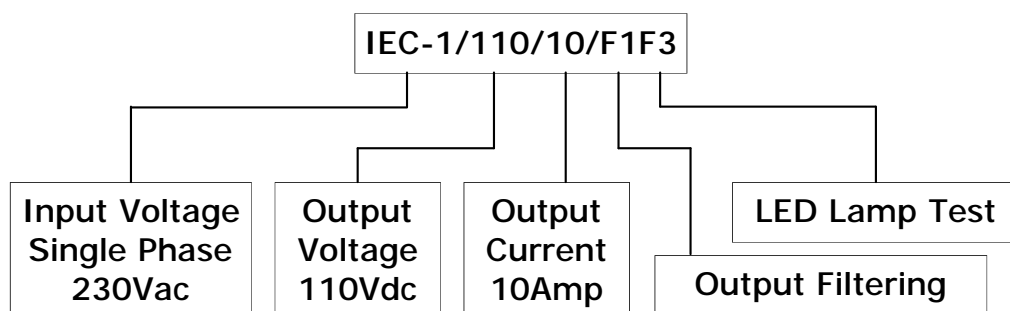 IEC-1/110/10/F1F3
Input Voltage
Single Phase
230Vac
Output
Voltage
110Vdc
Output
Current
10Amp
LED Lamp Test
Output Filtering